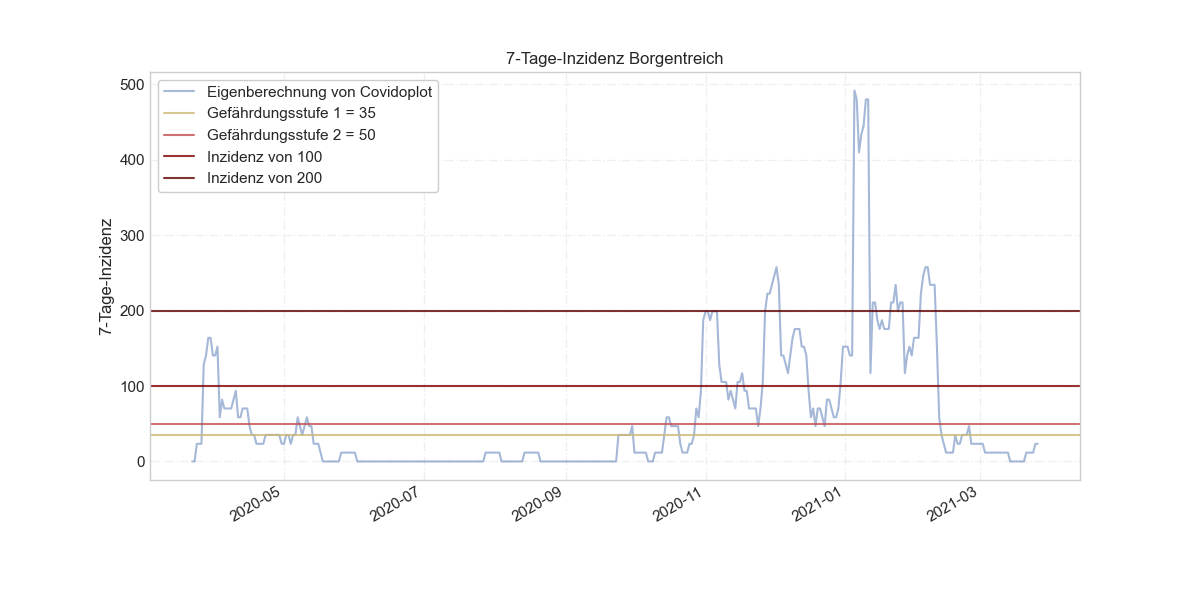 7-Tage-Inzidenz Borgentreich
500
400
300
200
100
0
7-Tage-Inzidenz
Eigenberechnung von Covidoplot
Gefährdungsstufe 1 = 35
Gefährdungsstufe 2 = 50
Inzidenz von 100
Inzidenz von 200
2020-05
2020-07
2020-09
2020-11
2021-01
2021-03